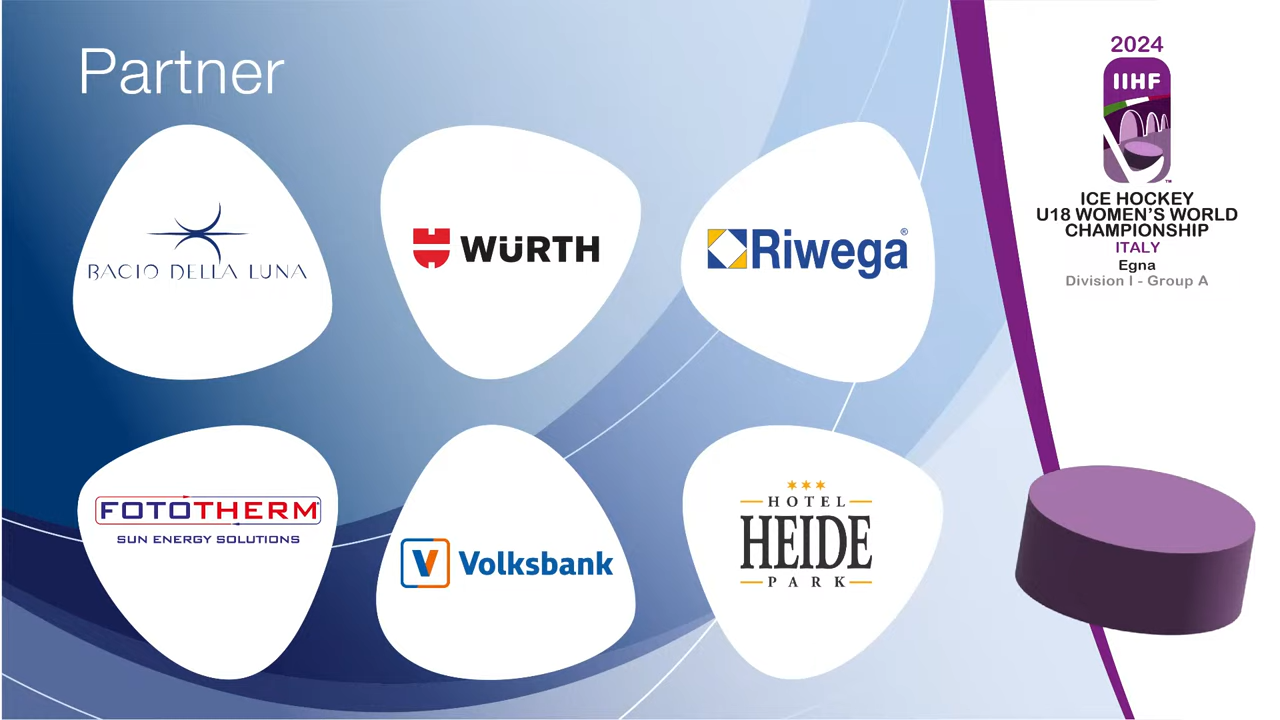 Partner
BACIO DELLA LUNA
WÜRTH
Riwega®
FOTOTHERM
SUN ENERGY SOLUTIONS
V Volksbank
HOTEL
HEIDE
PARK
2024
IIHF
TM
ICE HOCKEY
U18 WOMEN'S WORLD
CHAMPIONSHIP
ITALY
Egna
Division I - Group A